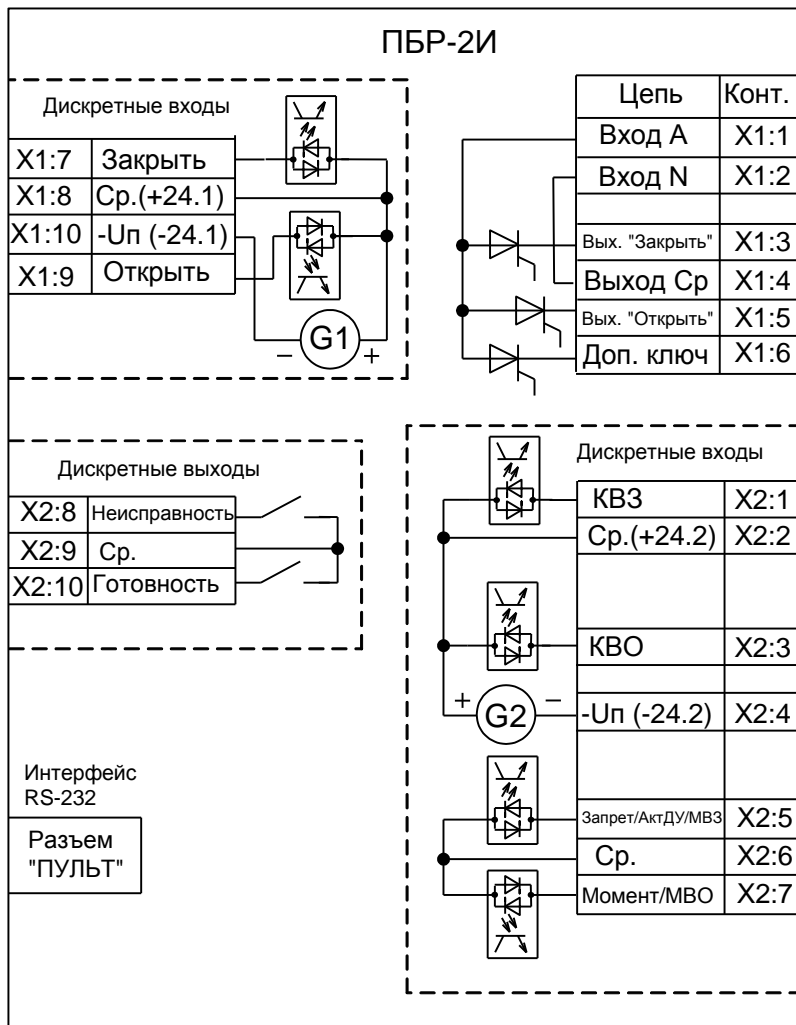 ПБР-2И
Дискретные входы
X1:7 Закрыть
X1:8 Ср.(+24.1)
X1:10 -Uп (-24.1)
X1:9 Открыть
− G1 +
Цепь Конт.
Вход А X1:1
Вход N X1:2
Вых. "Закрыть" X1:3
Выход Ср X1:4
Вых. "Открыть" X1:5
Доп. ключ X1:6
Дискретные выходы
X2:8 Неисправность
X2:9 Ср.
X2:10 Готовность
Дискретные входы
КВЗ X2:1
Ср.(+24.2) X2:2
КВО X2:3
+ G2 − -Uп (-24.2) X2:4
Запрет/АктДУ/МВЗ X2:5
Ср. X2:6
Момент/МВО X2:7
Интерфейс
RS-232
Разъем
"ПУЛЬТ"